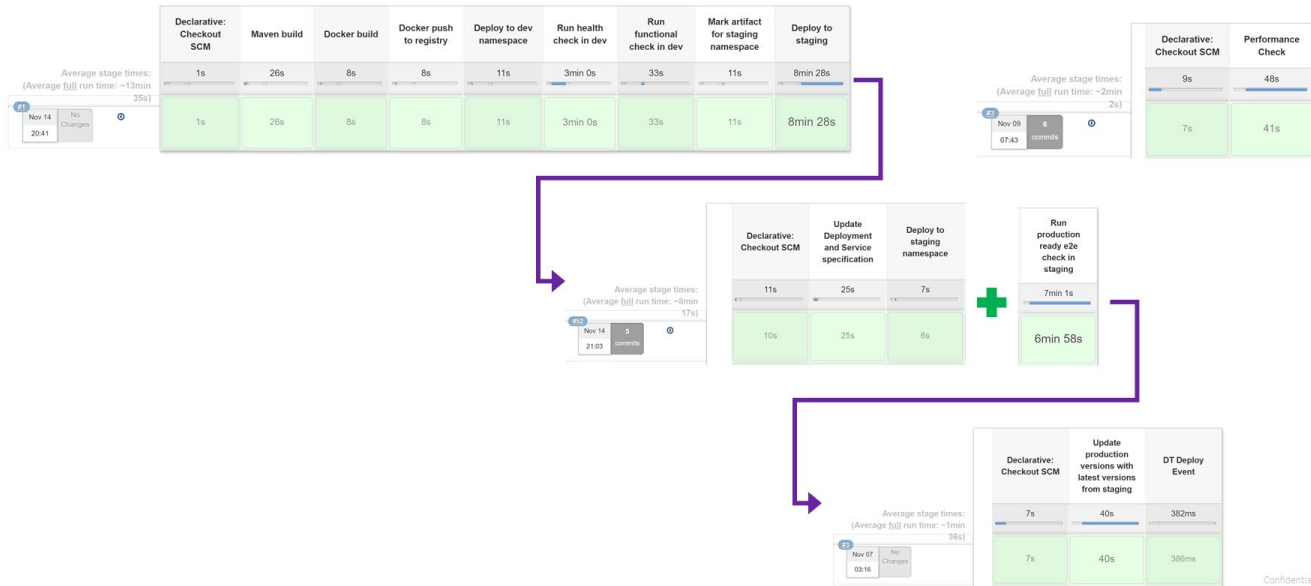 Declarative:
Checkout
SCM
Maven build
Docker build
Docker push
to registry
Deploy to dev
namespace
Run health
check in dev
Run
functional
check in dev
Mark artifact
for staging
namespace
Deploy to
staging
Average stage times:
(Average full run time: ~13min
35s)
1s
26s
8s
8s
11s
3min 0s
33s
11s
8min 28s
#1
Nov 14
20:41
No
Changes
1s
26s
8s
8s
11s
3min 0s
33s
11s
8min 28s
Declarative:
Checkout SCM
Performance
Check
Average stage times:
(Average full run time: ~2min
2s)
9s
48s
#3
Nov 09
07:43
6
commits
7s
41s
Declarative:
Checkout SCM
Update
Deployment
and Service
specification
Deploy to
staging
namespace
Run
production
ready e2e
check in
staging
Average stage times:
(Average full run time: ~8min
17s)
11s
25s
7s
7min 1s
#52
Nov 14
21:03
5
commits
10s
25s
6s
6min 58s
Declarative:
Checkout SCM
Update
production
versions with
latest versions
from staging
DT Deploy
Event
Average stage times:
(Average full run time: ~1min
36s)
7s
40s
382ms
#3
Nov 07
03:16
No
Changes
7s
40s
386ms
Confidentia